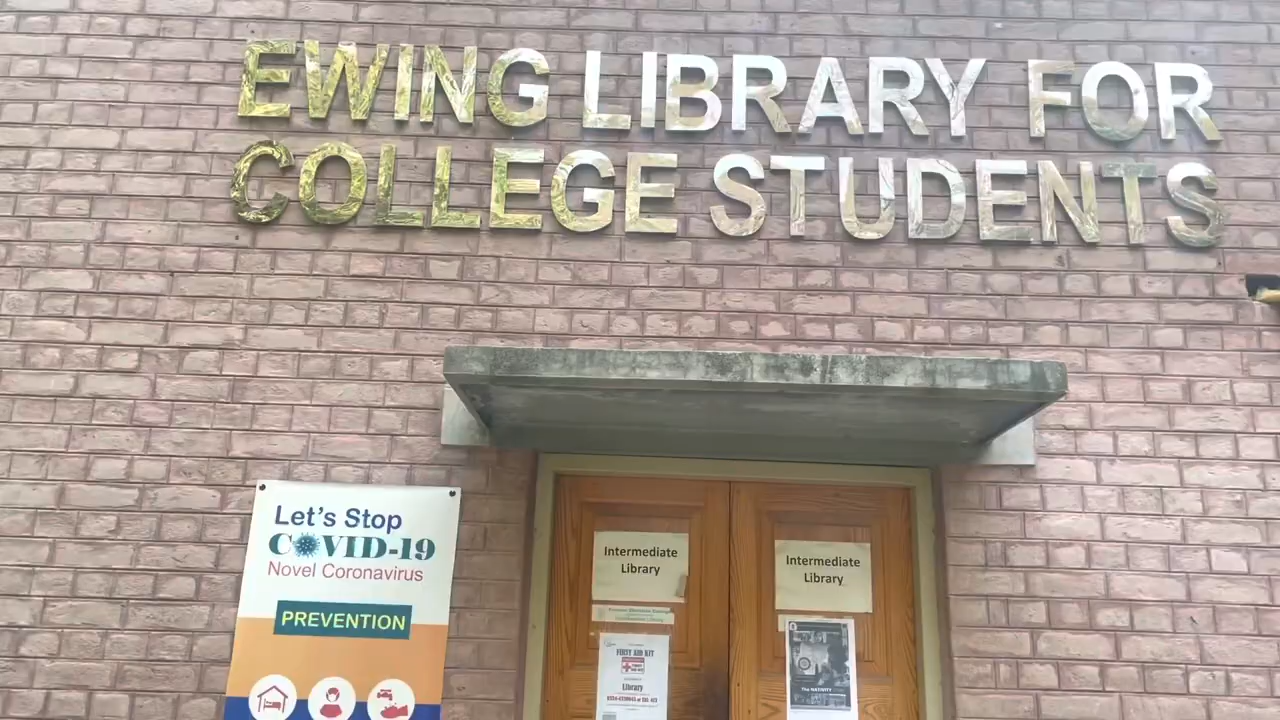 EWING LIBRARY FOR
COLLEGE STUDENTS
Let's Stop
COVID-19
Novel Coronavirus
PREVENTION
Intermediate
Library
Intermediate
Library
FIRST AID KIT
Library
The NATIVITY